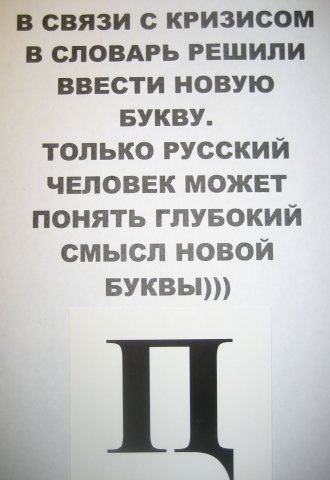 В СВЯЗИ С КРИЗИСОМ
В СЛОВАРЬ РЕШИЛИ
ВВЕСТИ НОВУЮ
БУКВУ.
ТОЛЬКО РУССКИЙ
ЧЕЛОВЕК МОЖЕТ
ПОНЯТЬ ГЛУБОКИЙ
СМЫСЛ НОВОЙ
БУКВЫ)))
Ԥ